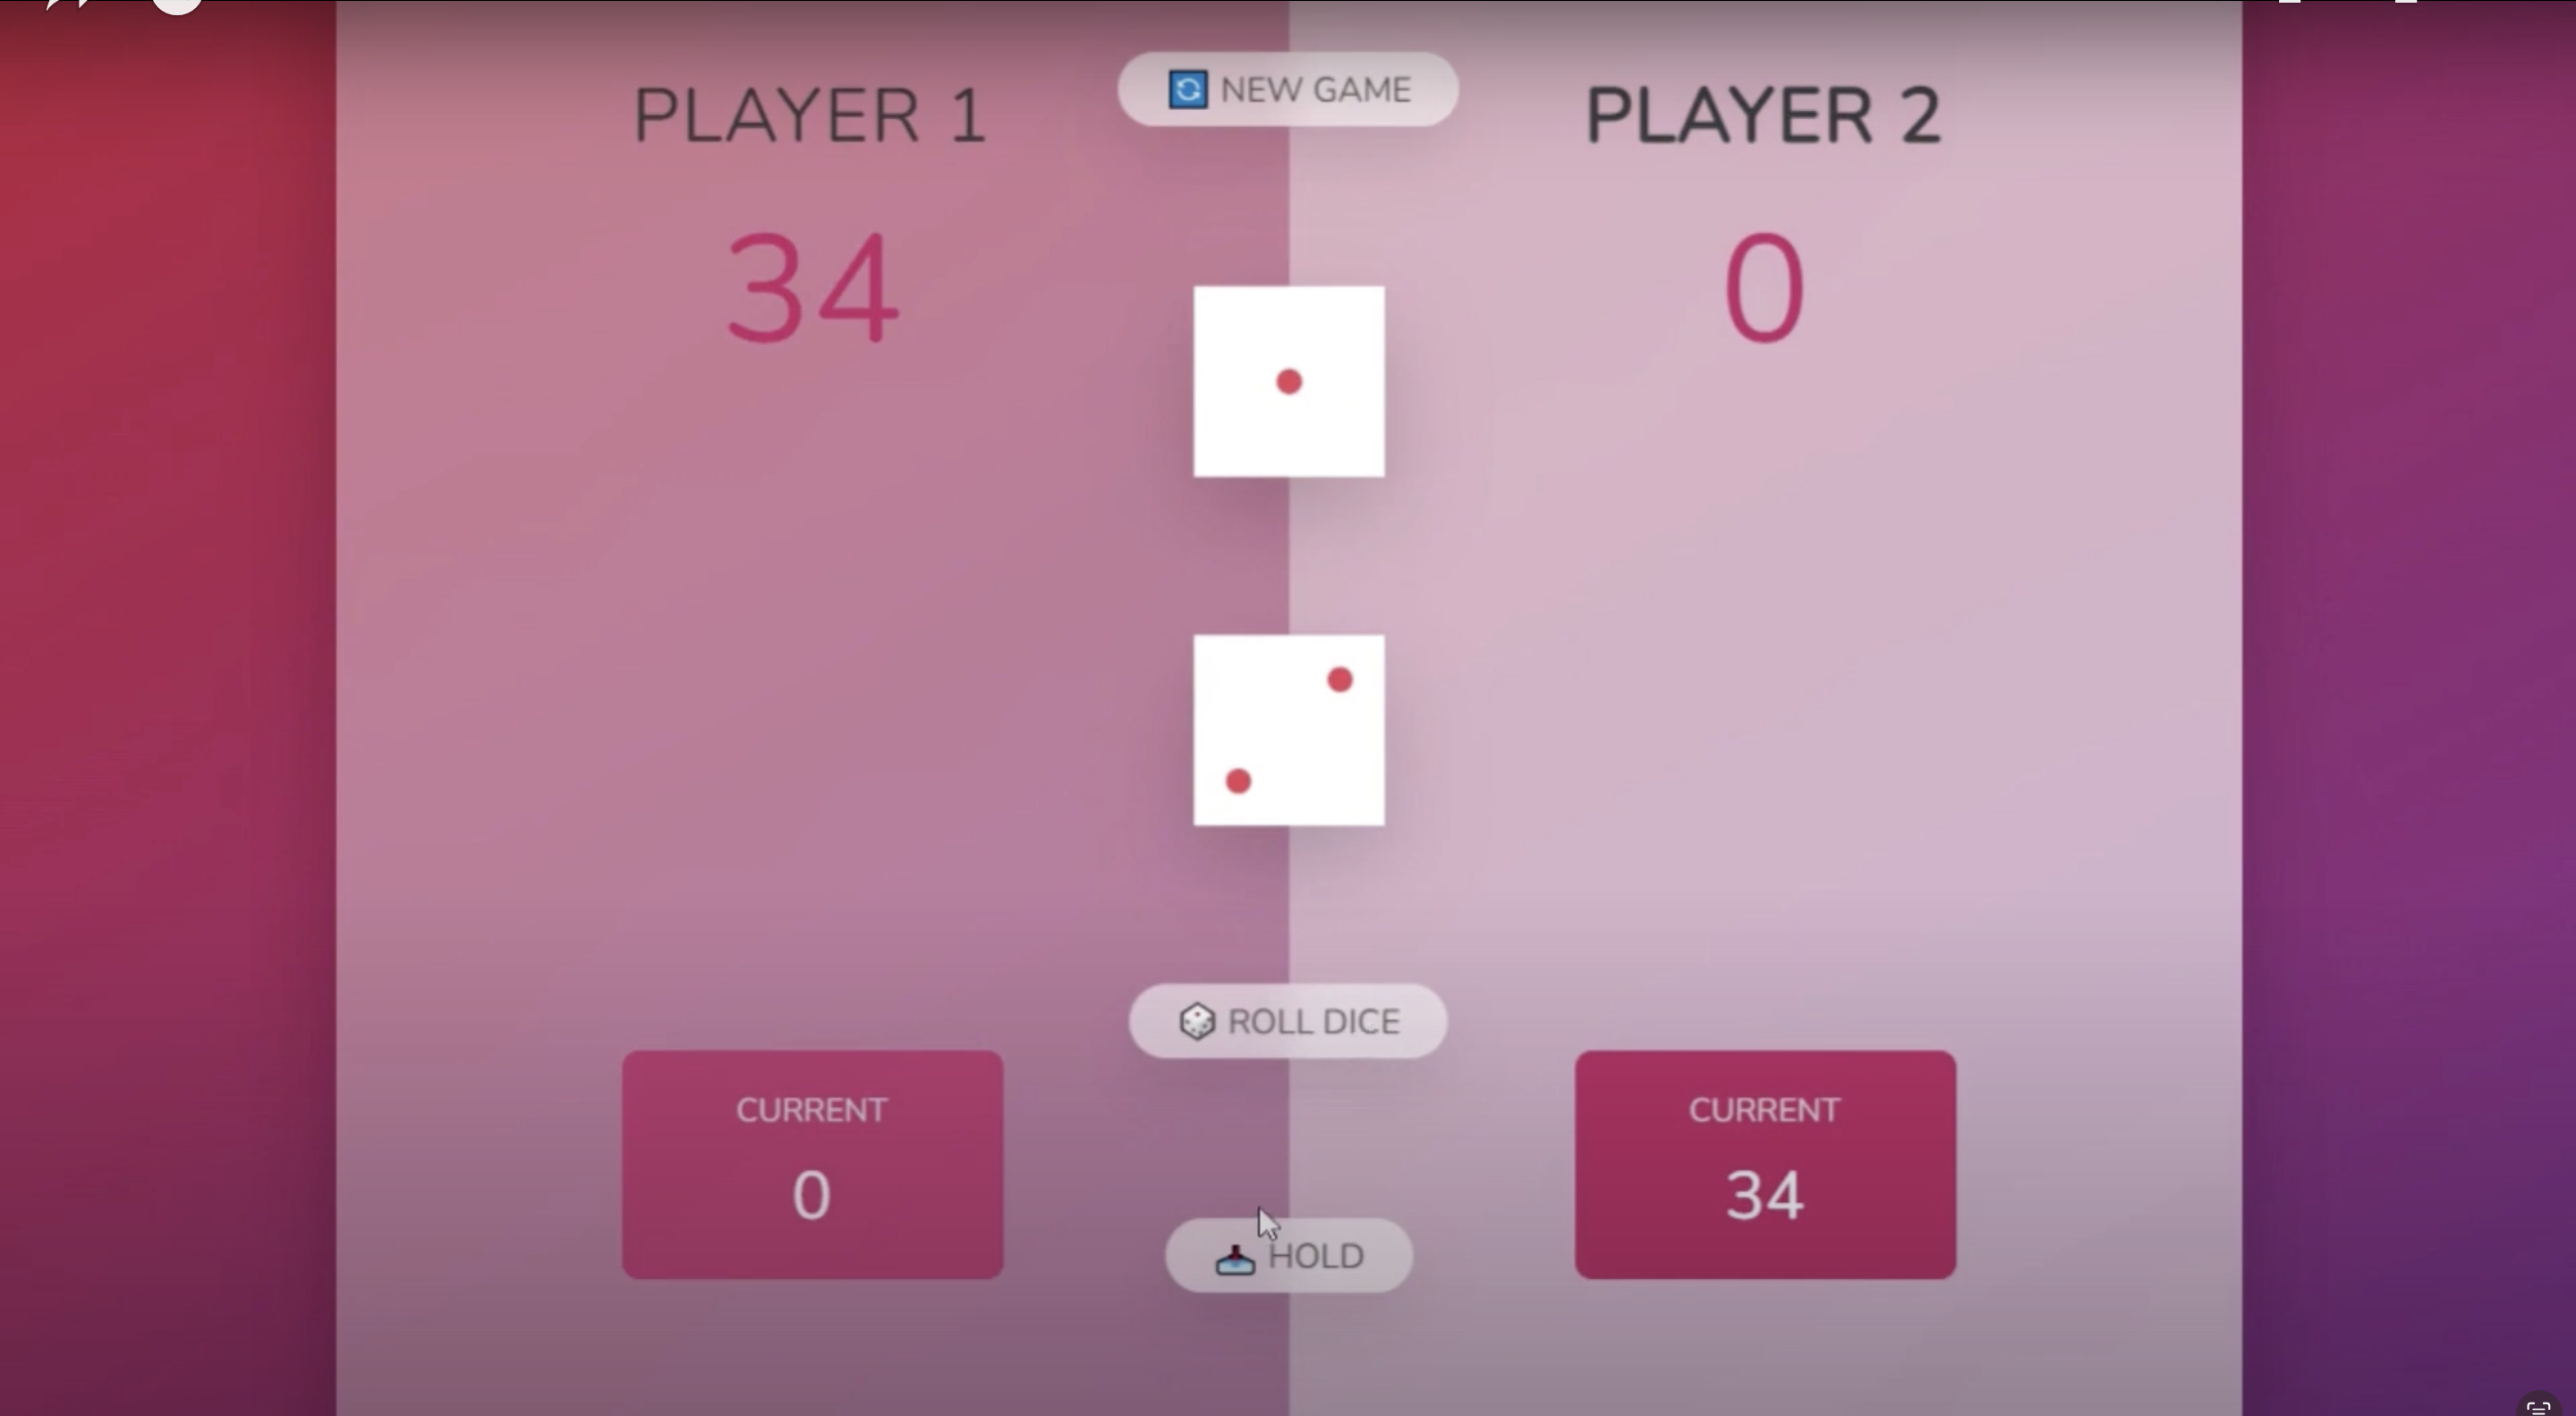 NEW GAME
PLAYER 1
PLAYER 2
34
0
ROLL DICE
CURRENT
0
CURRENT
34
HOLD